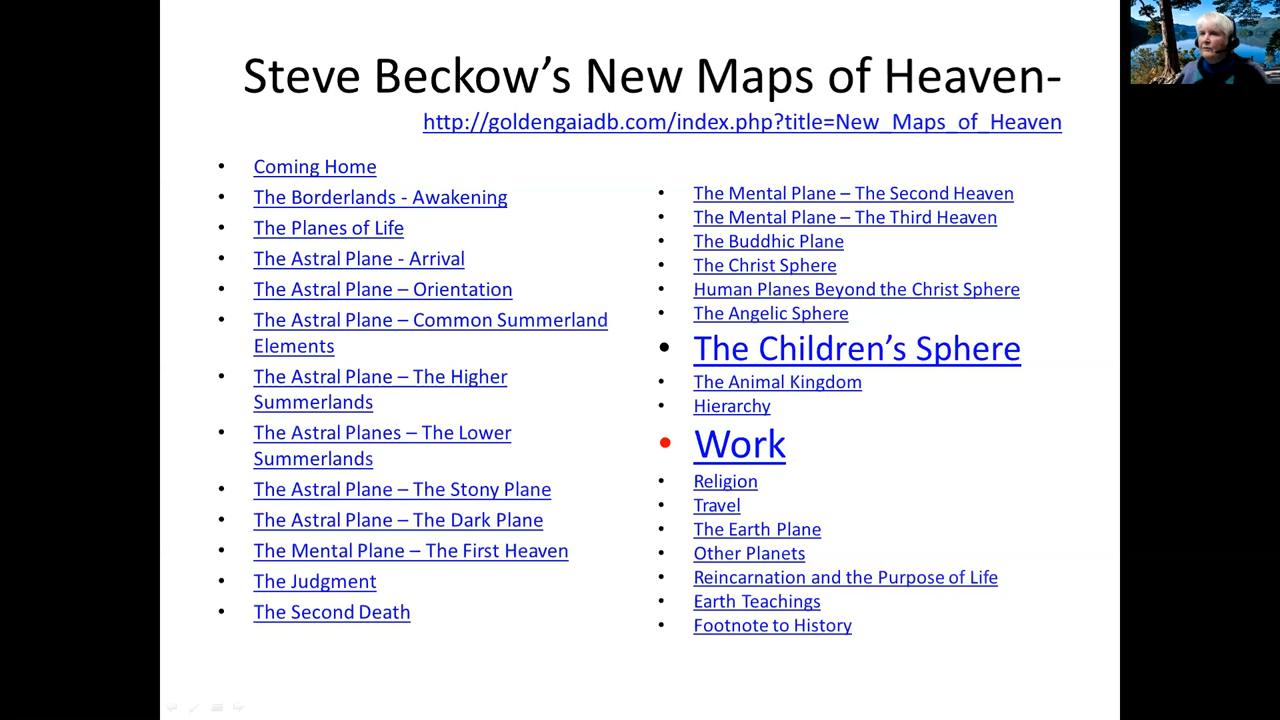 Steve Beckow’s New Maps of Heaven-
http://goldengaiadb.com/index.php?title=New_Maps_of_Heaven
• Coming Home
• The Borderlands - Awakening
• The Planes of Life
• The Astral Plane - Arrival
• The Astral Plane – Orientation
• The Astral Plane – Common Summerland
Elements
• The Astral Plane – The Higher
Summerlands
• The Astral Planes – The Lower
Summerlands
• The Astral Plane – The Stony Plane
• The Astral Plane – The Dark Plane
• The Mental Plane – The First Heaven
• The Judgment
• The Second Death
• The Mental Plane – The Second Heaven
• The Mental Plane – The Third Heaven
• The Buddhic Plane
• The Christ Sphere
• Human Planes Beyond the Christ Sphere
• The Angelic Sphere
• The Children’s Sphere
• The Animal Kingdom
• Hierarchy
• Work
• Religion
• Travel
• The Earth Plane
• Other Planets
• Reincarnation and the Purpose of Life
• Earth Teachings
• Footnote to History